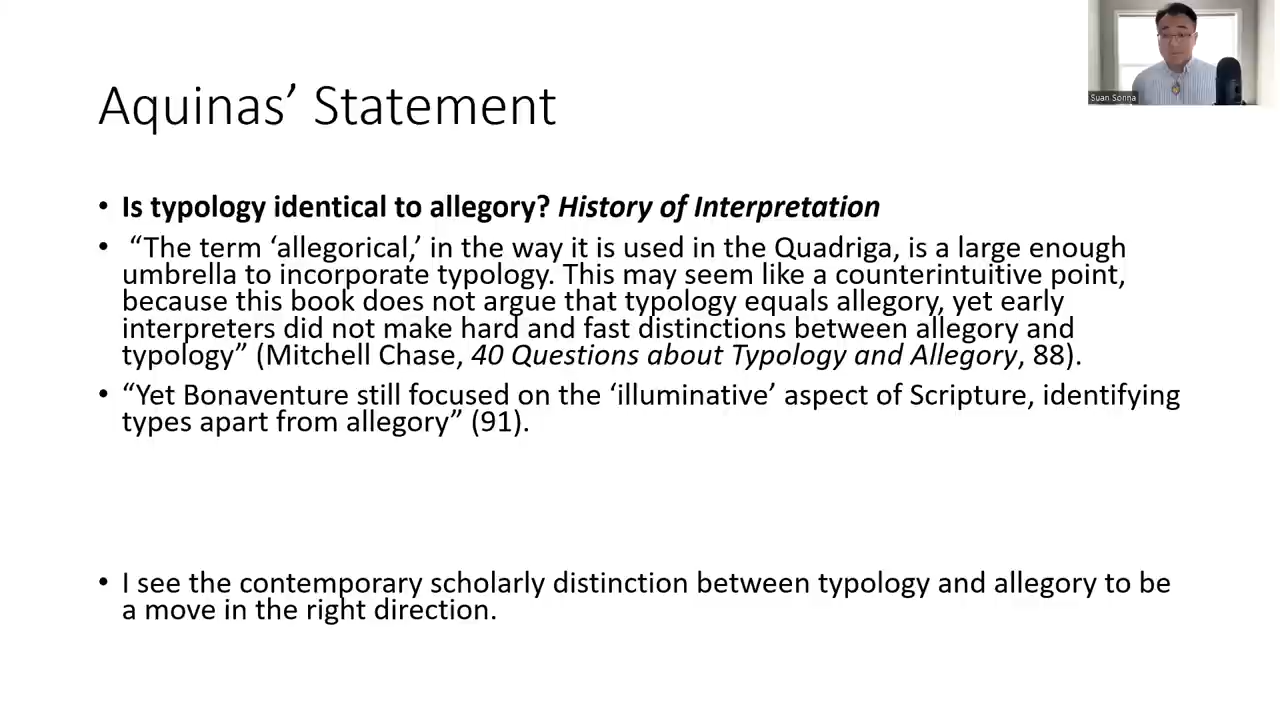 Suan Sonna
Aquinas’ Statement
• Is typology identical to allegory? History of Interpretation
• “The term ‘allegorical,’ in the way it is used in the Quadriga, is a large enough
umbrella to incorporate typology. This may seem like a counterintuitive point,
because this book does not argue that typology equals allegory, yet early
interpreters did not make hard and fast distinctions between allegory and
typology” (Mitchell Chase, 40 Questions about Typology and Allegory, 88).
• “Yet Bonaventure still focused on the ‘illuminative’ aspect of Scripture, identifying
types apart from allegory” (91).
• I see the contemporary scholarly distinction between typology and allegory to be
a move in the right direction.